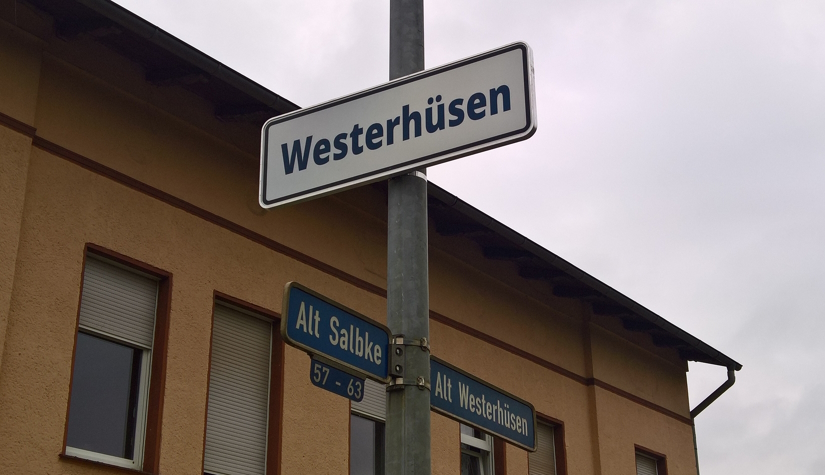 Westerhüsen
Alt Salbke
57 - 63
Alt Westerhüsen